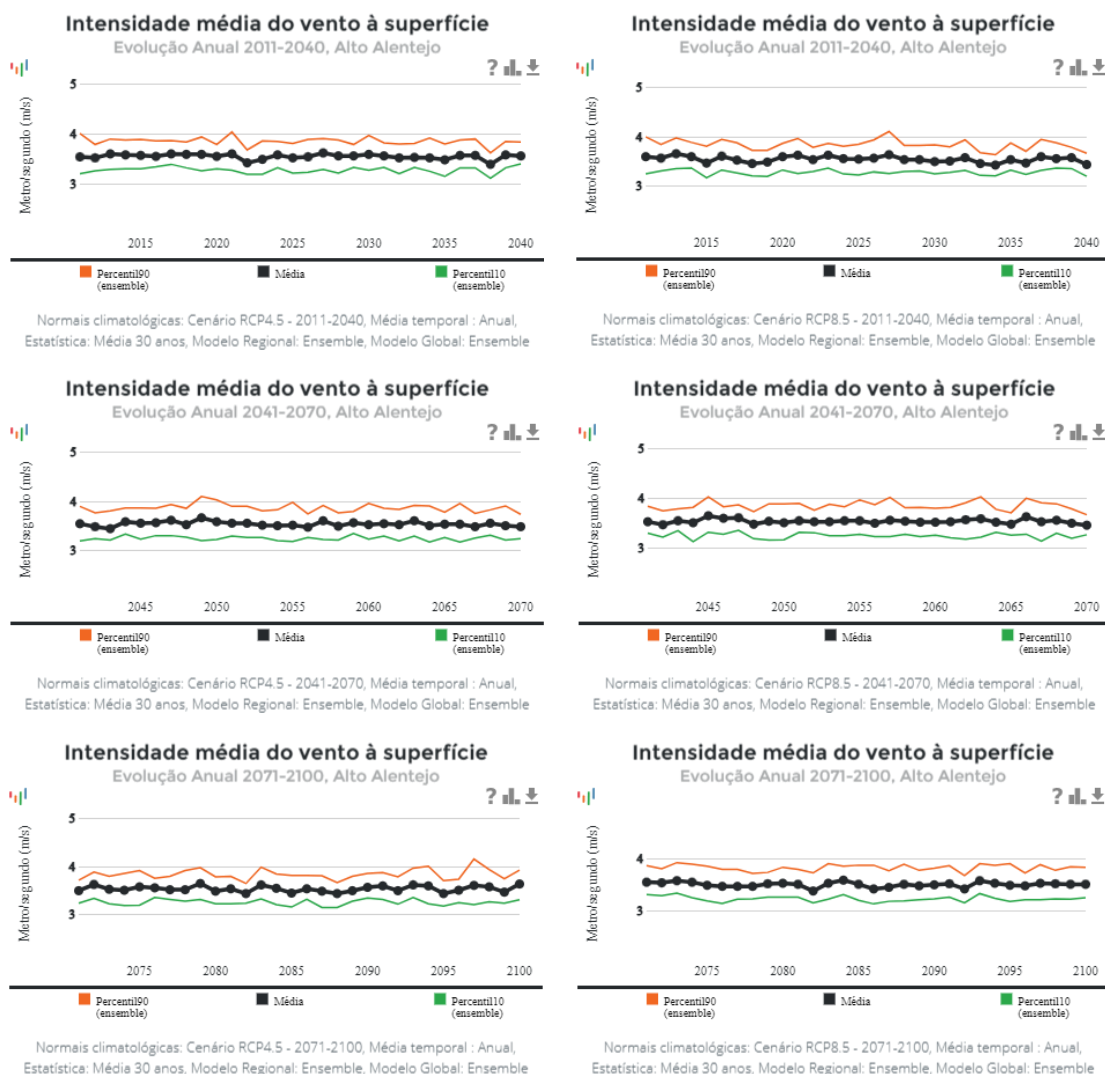 Intensidade média do vento à superfície
Evolução Anual 2011-2040, Alto Alentejo
?
Metro/segundo (m/s)
5
4
3
2015 2020 2025 2030 2035 2040
Percentil90 (ensemble) Média Percentil10 (ensemble)
Normais climatológicas: Cenário RCP4.5 - 2011-2040, Média temporal : Anual,
Estatística: Média 30 anos, Modelo Regional: Ensemble, Modelo Global: Ensemble
Intensidade média do vento à superfície
Evolução Anual 2011-2040, Alto Alentejo
?
Metro/segundo (m/s)
5
4
3
2015 2020 2025 2030 2035 2040
Percentil90 (ensemble) Média Percentil10 (ensemble)
Normais climatológicas: Cenário RCP8.5 - 2011-2040, Média temporal : Anual,
Estatística: Média 30 anos, Modelo Regional: Ensemble, Modelo Global: Ensemble
Intensidade média do vento à superfície
Evolução Anual 2041-2070, Alto Alentejo
?
Metro/segundo (m/s)
5
4
3
2045 2050 2055 2060 2065 2070
Percentil90 (ensemble) Média Percentil10 (ensemble)
Normais climatológicas: Cenário RCP4.5 - 2041-2070, Média temporal : Anual,
Estatística: Média 30 anos, Modelo Regional: Ensemble, Modelo Global: Ensemble
Intensidade média do vento à superfície
Evolução Anual 2041-2070, Alto Alentejo
?
Metro/segundo (m/s)
5
4
3
2045 2050 2055 2060 2065 2070
Percentil90 (ensemble) Média Percentil10 (ensemble)
Normais climatológicas: Cenário RCP8.5 - 2041-2070, Média temporal : Anual,
Estatística: Média 30 anos, Modelo Regional: Ensemble, Modelo Global: Ensemble
Intensidade média do vento à superfície
Evolução Anual 2071-2100, Alto Alentejo
?
Metro/segundo (m/s)
5
4
3
2075 2080 2085 2090 2095 2100
Percentil90 (ensemble) Média Percentil10 (ensemble)
Normais climatológicas: Cenário RCP4.5 - 2071-2100, Média temporal : Anual,
Estatística: Média 30 anos, Modelo Regional: Ensemble, Modelo Global: Ensemble
Intensidade média do vento à superfície
Evolução Anual 2071-2100, Alto Alentejo
?
Metro/segundo (m/s)
4
3
2075 2080 2085 2090 2095 2100
Percentil90 (ensemble) Média Percentil10 (ensemble)
Normais climatológicas: Cenário RCP8.5 - 2071-2100, Média temporal : Anual,
Estatística: Média 30 anos, Modelo Regional: Ensemble, Modelo Global: Ensemble